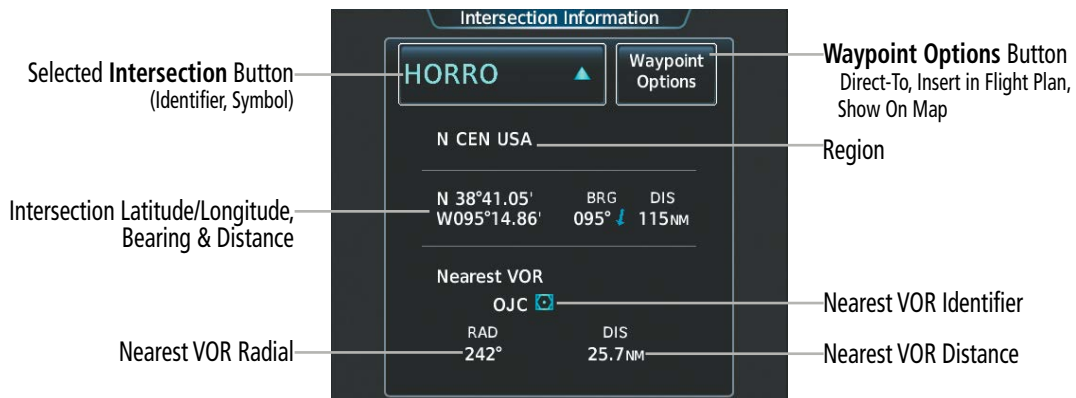 Intersection Information
Selected Intersection Button
(Identifier, Symbol)
HORRO
Waypoint
Options
Waypoint Options Button
Direct-To, Insert in Flight Plan,
Show On Map
N CEN USA
Region
Intersection Latitude/Longitude,
Bearing & Distance
N 38°41.05'
W095°14.86'
BRG
095°
DIS
115NM
Nearest VOR
OJC
Nearest VOR Identifier
Nearest VOR Radial
RAD
242°
DIS
25.7NM
Nearest VOR Distance